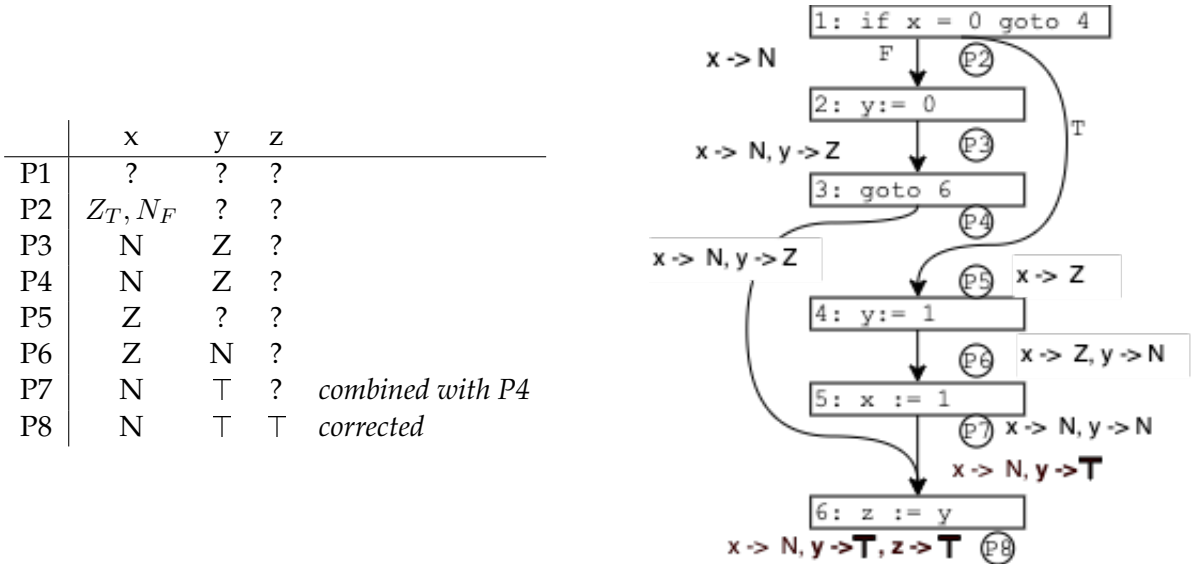 x y z
P1 ? ? ?
P2 Z_T, N_F ? ?
P3 N Z ?
P4 N Z ?
P5 Z ? ?
P6 Z N ?
P7 N ⊤ ? combined with P4
P8 N ⊤ ⊤ corrected
1: if x = 0 goto 4
x -> N
F
P2
2: y:= 0
T
x -> N, y -> Z
P3
3: goto 6
P4
x -> N, y -> Z
P5
x -> Z
4: y:= 1
P6
x -> Z, y -> N
5: x := 1
P7
x -> N, y -> N
x -> N, y -> ⊤
6: z := y
x -> N, y -> ⊤, z -> ⊤
P8